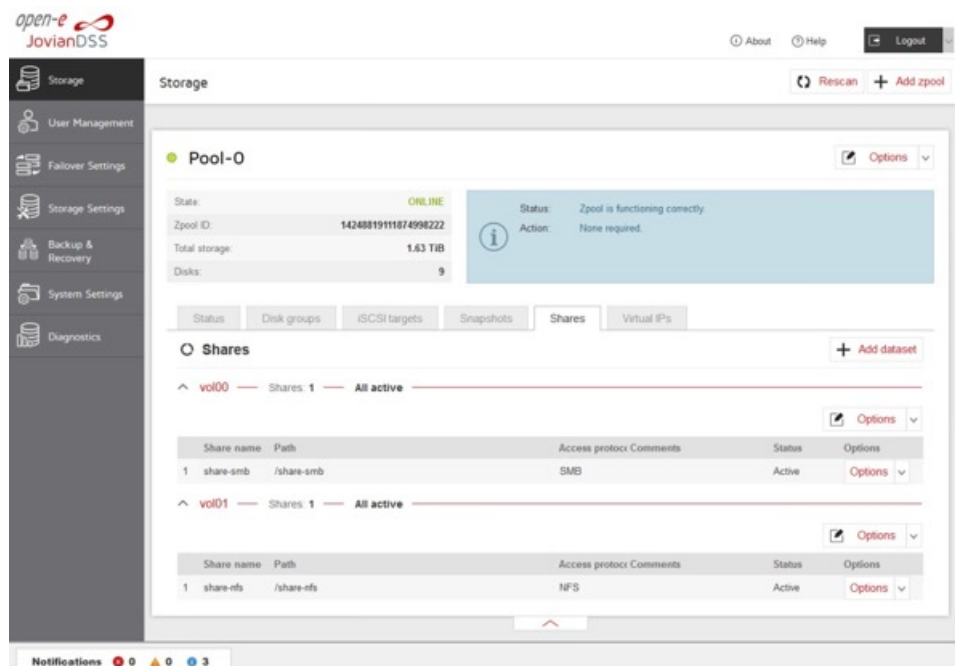 open-e
JovianDSS
About Help Logout
Storage
Storage
Rescan Add zpool
User Management
Failover Settings
Storage Settings
Backup &
Recovery
System Settings
Diagnostics
Pool-0
Options
State: ONLINE
Zpool ID: 14248819111874998222
Total storage: 1.63 TiB
Disks: 9
i
Status: Zpool is functioning correctly.
Action: None required.
Status Disk groups iSCSI targets Snapshots Shares Virtual IPs
Shares
Add dataset
vol00 Shares: 1 All active
Options
Share name Path Access protocc Comments Status Options
1 share-smb /share-smb SMB Active Options
vol01 Shares: 1 All active
Options
Share name Path Access protocc Comments Status Options
1 share-nfs /share-nfs NFS Active Options
Notifications 0 0 3